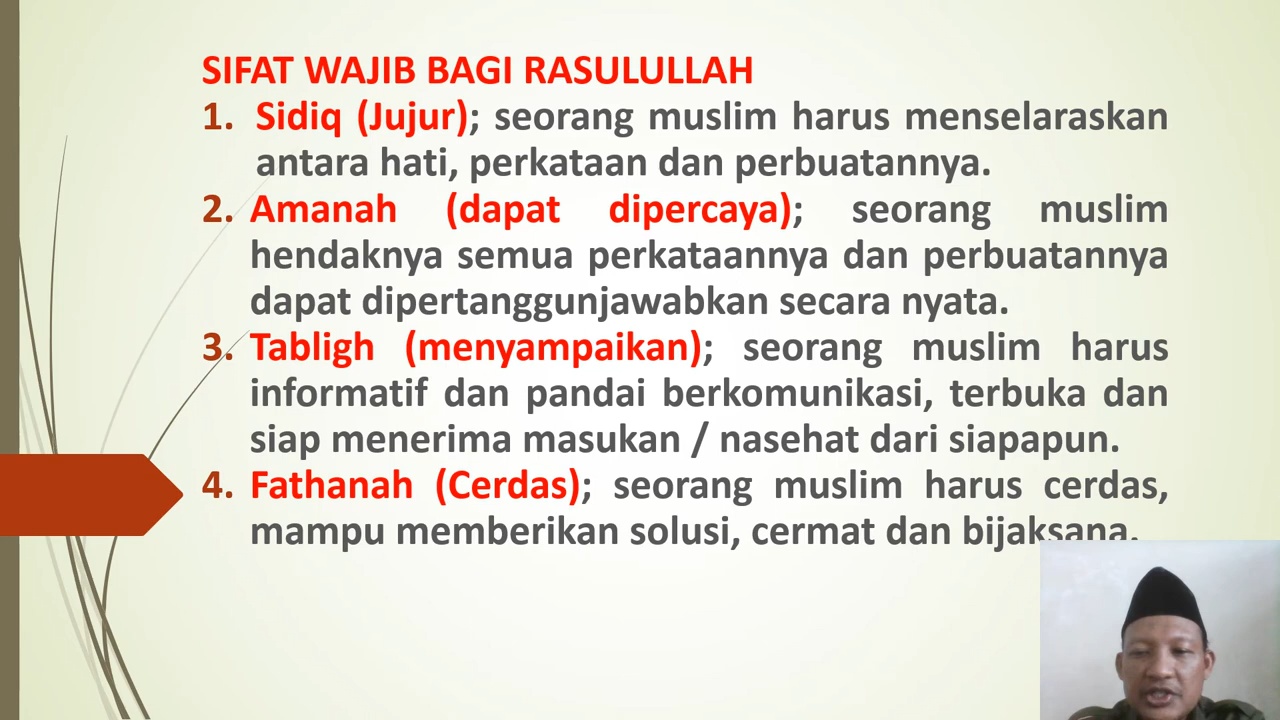 SIFAT WAJIB BAGI RASULULLAH
1. Sidiq (Jujur); seorang muslim harus menselaraskan
antara hati, perkataan dan perbuatannya.
2. Amanah (dapat dipercaya); seorang muslim
hendaknya semua perkataannya dan perbuatannya
dapat dipertanggunjawabkan secara nyata.
3. Tabligh (menyampaikan); seorang muslim harus
informatif dan pandai berkomunikasi, terbuka dan
siap menerima masukan / nasehat dari siapapun.
4. Fathanah (Cerdas); seorang muslim harus cerdas,
mampu memberikan solusi, cermat dan bijaksana.